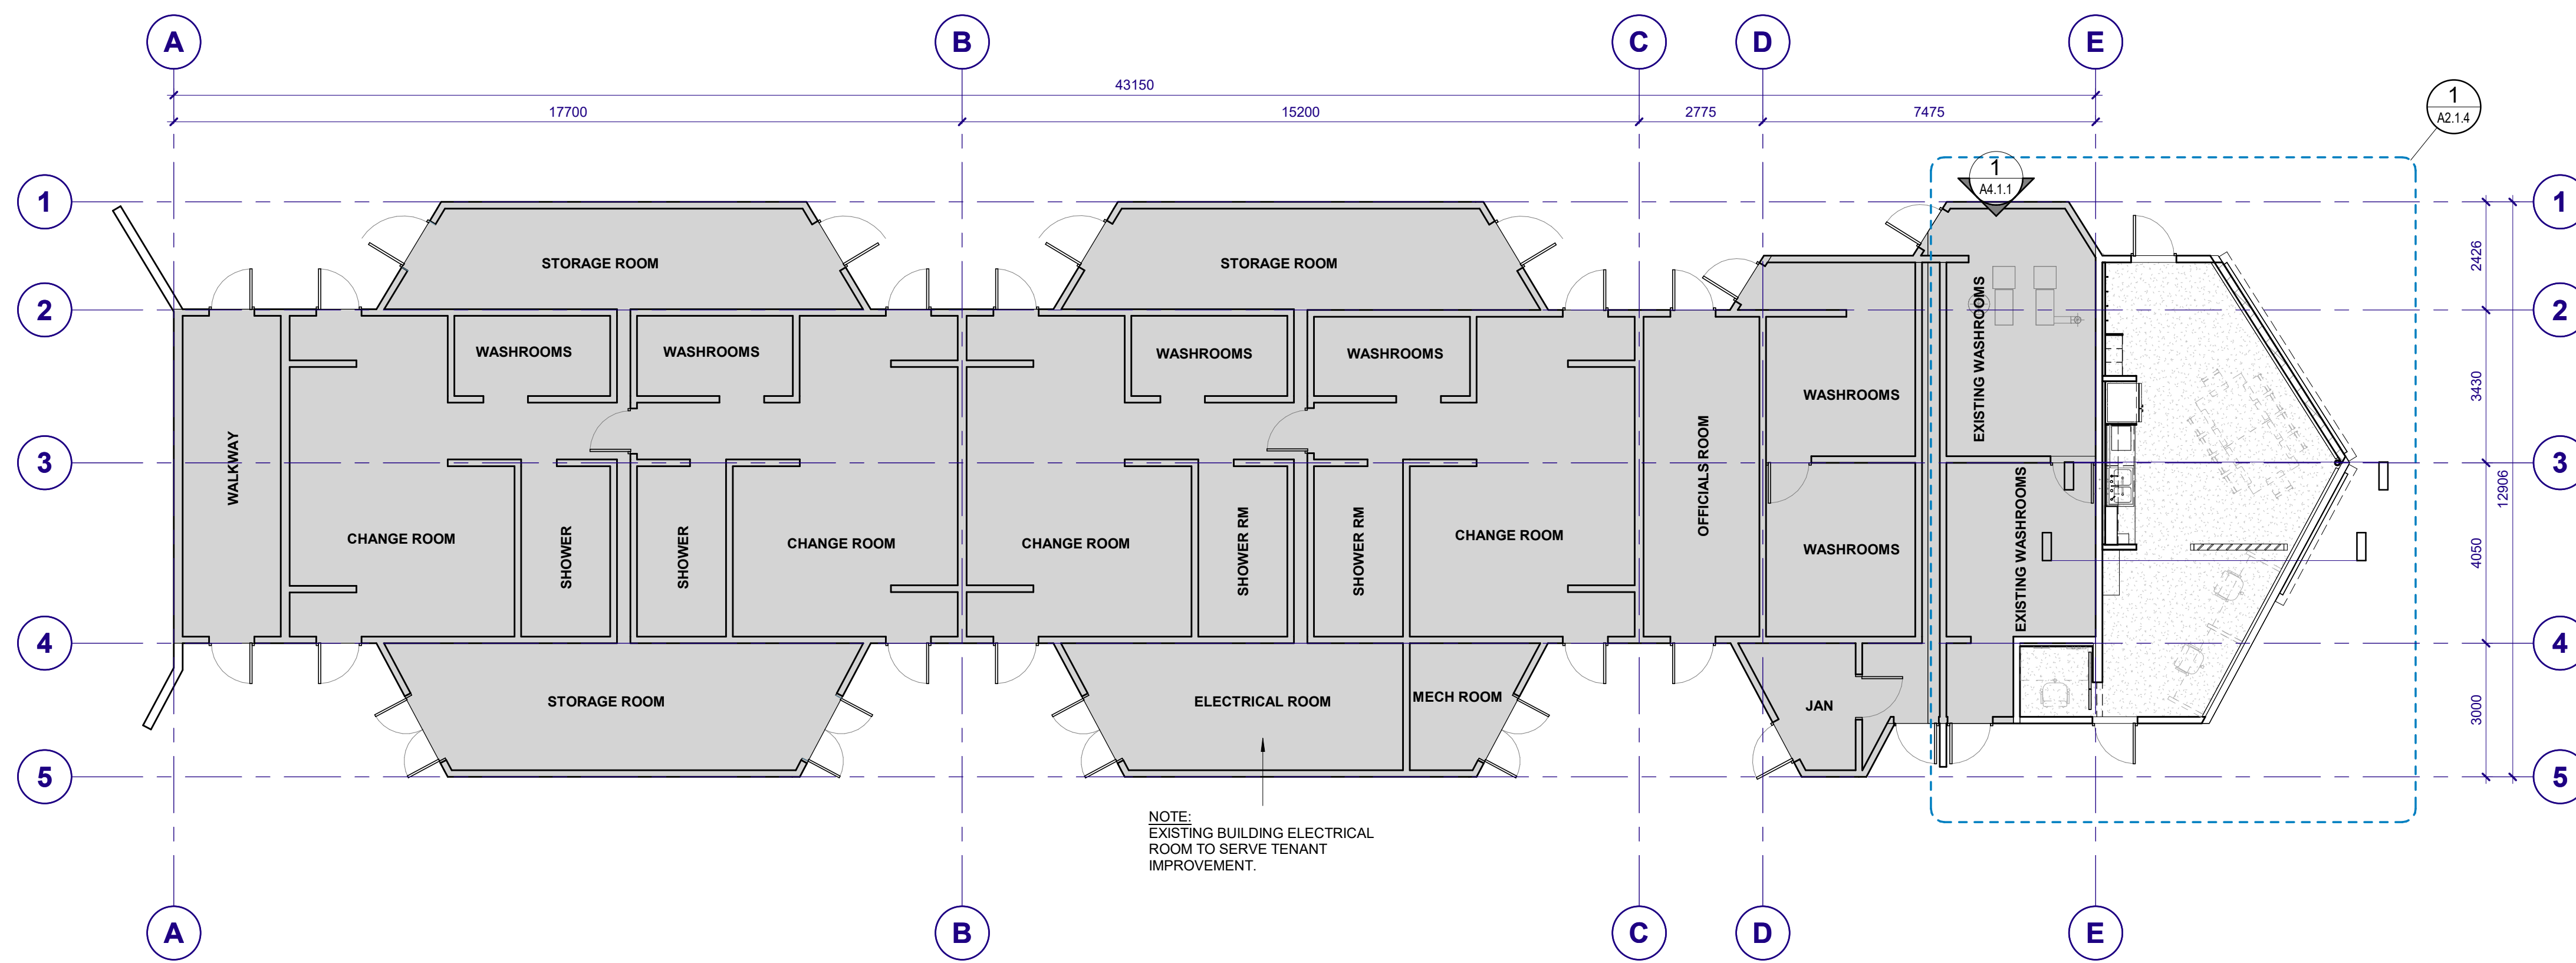 A
B
C
D
E
43150
17700
15200
2775
7475
1
A2.1.4
1
A4.1.1
1
1
STORAGE ROOM
STORAGE ROOM
2426
2
2
WASHROOMS
WASHROOMS
WASHROOMS
WASHROOMS
WASHROOMS
EXISTING WASHROOMS
3430
3
3
WALKWAY
OFFICIALS ROOM
12906
CHANGE ROOM
SHOWER
SHOWER
CHANGE ROOM
CHANGE ROOM
SHOWER RM
SHOWER RM
CHANGE ROOM
WASHROOMS
EXISTING WASHROOMS
4050
4
4
STORAGE ROOM
ELECTRICAL ROOM
MECH ROOM
JAN
3000
5
5
NOTE:
EXISTING BUILDING ELECTRICAL
ROOM TO SERVE TENANT
IMPROVEMENT.
A
B
C
D
E